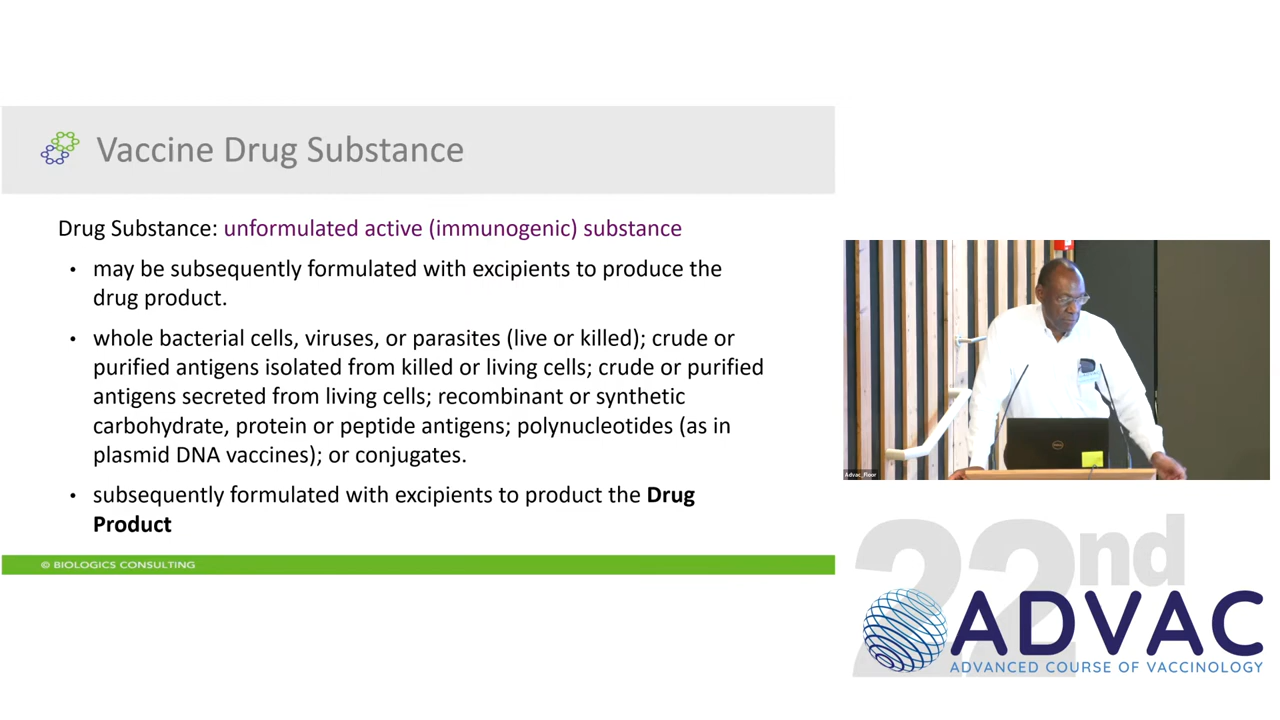 Vaccine Drug Substance
Drug Substance: unformulated active (immunogenic) substance
• may be subsequently formulated with excipients to produce the
drug product.
• whole bacterial cells, viruses, or parasites (live or killed); crude or
purified antigens isolated from killed or living cells; crude or purified
antigens secreted from living cells; recombinant or synthetic
carbohydrate, protein or peptide antigens; polynucleotides (as in
plasmid DNA vaccines); or conjugates.
• subsequently formulated with excipients to product the Drug
Product
© BIOLOGICS CONSULTING
Advac_floor
DELL
22nd
ADVAC
ADVANCED COURSE OF VACCINOLOGY